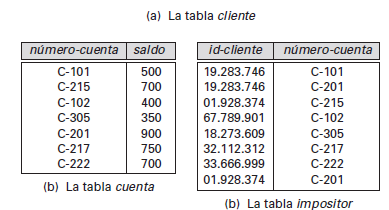 (a) La tabla cliente
número-cuenta saldo
C-101 500
C-215 700
C-102 400
C-305 350
C-201 900
C-217 750
C-222 700
(b) La tabla cuenta
id-cliente número-cuenta
19.283.746 C-101
19.283.746 C-201
01.928.374 C-215
67.789.901 C-102
18.273.609 C-305
32.112.312 C-217
33.666.999 C-222
01.928.374 C-201
(b) La tabla impositor